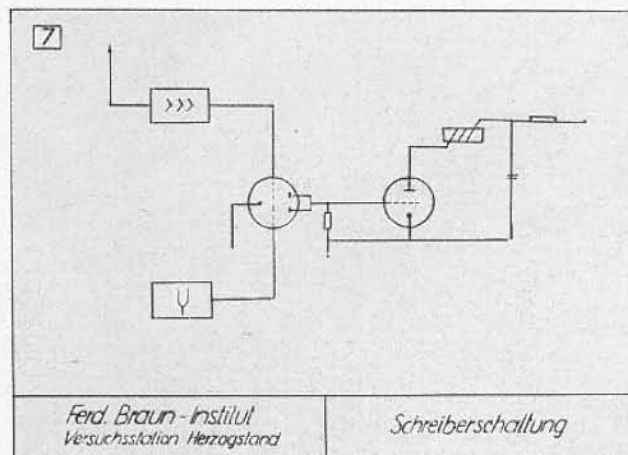 7
Ferd. Braun-Institut
Versuchsstation Herzogstand
Schreiberschaltung